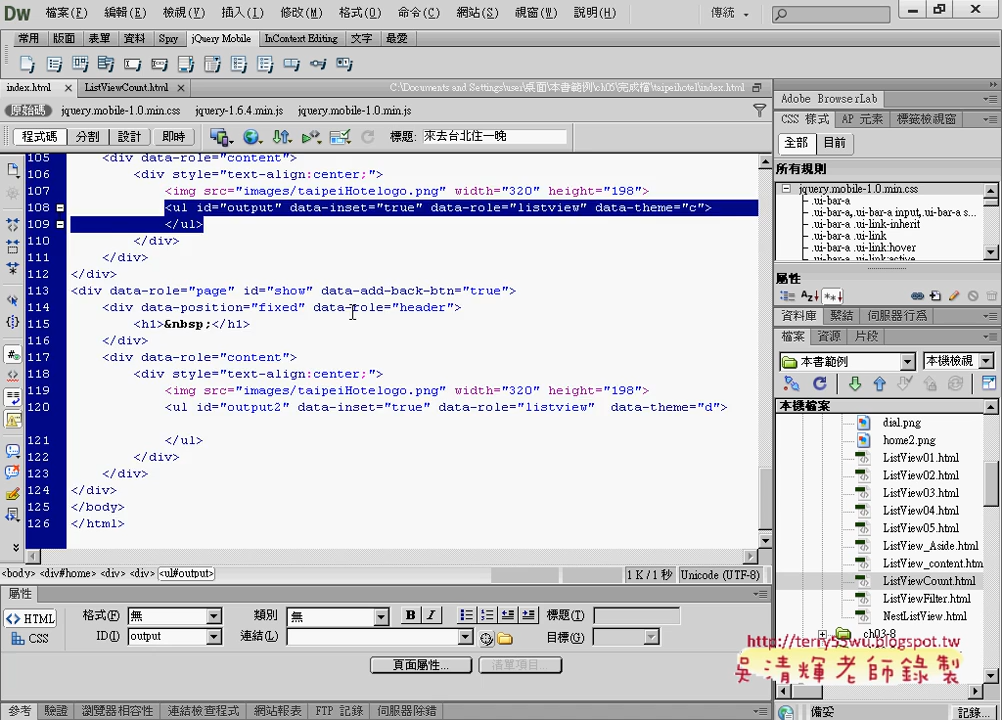 Dw 檔案(F) 編輯(E) 檢視(V) 插入(I) 修改(M) 格式(O) 命令(C) 網站(S) 視窗(W) 說明(H) 傳統
常用 版面 表單 資料 Spry jQuery Mobile InContext Editing 文字 最愛
index.html ListViewCount.html C:\Documents and Settings\user\桌面\本書範例\ch05\完成檔\taipeihotel\index.html
原始碼 jquery.mobile-1.0.min.css jquery-1.6.4.min.js jquery.mobile-1.0.min.js
程式碼 分割 設計 即時 標題: 來去台北住一晚
105 <div data-role="content">
106 <div style="text-align:center;">
107 <img src="images/taipeiHotelogo.png" width="320" height="198">
108 <ul id="output" data-inset="true" data-role="listview" data-theme="c">
109 </ul>
110 </div>
111 </div>
112 </div>
113 <div data-role="page" id="show" data-add-back-btn="true">
114 <div data-position="fixed" data-role="header">
115 <h1>&nbsp;</h1>
116 </div>
117 <div data-role="content">
118 <div style="text-align:center;">
119 <img src="images/taipeiHotelogo.png" width="320" height="198">
120 <ul id="output2" data-inset="true" data-role="listview"  data-theme="d">
121 </ul>
122 </div>
123 </div>
124 </div>
125 </body>
126 </html>
<body> <div#home> <div> <div> <ul#output> 1 K / 1 秒 Unicode (UTF-8)
屬性
<> HTML 格式(F) 無 類別 無 B I 標題(T)
CSS ID(I) output 連結(L) 目標(G)
頁面屬性... 清單項目...
參考 驗證 瀏覽器相容性 連結檢查程式 網站報表 FTP 記錄 伺服器除錯
Adobe BrowserLab
CSS 樣式 AP 元素 標籤檢視窗
全部 目前
所有規則
jquery.mobile-1.0.min.css
.ui-bar-a
.ui-bar-a, .ui-bar-a input, .ui-bar-a s...
.ui-bar-a .ui-link-inherit
.ui-bar-a .ui-link
.ui-bar-a .ui-link:hover
.ui-bar-a .ui-link:active
屬性
資料庫 繫結 伺服器行為
檔案 資源 片段
本書範例 本機檢視
本機檔案
dial.png
home2.png
ListView01.html
ListView02.html
ListView03.html
ListView04.html
ListView05.html
ListView_Aside.html
ListView_content.htm
ListViewCount.html
ListViewFilter.html
NestListView.html
ch03-8
http://terry55wu.blogspot.tw
吳清輝老師錄製
備妥 記錄...